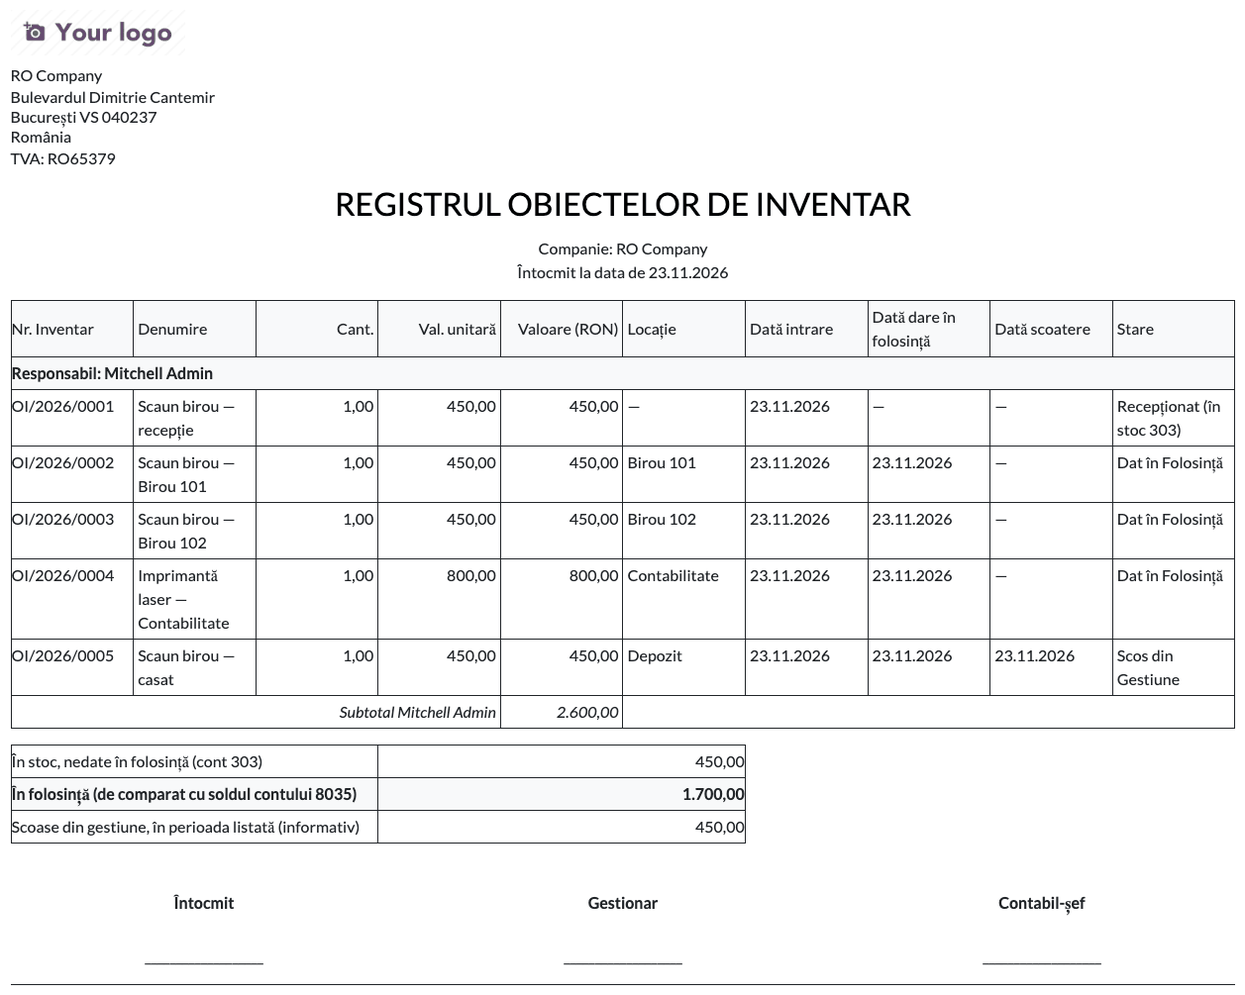 Your logo
RO Company
Bulevardul Dimitrie Cantemir
București VS 040237
România
TVA: RO65379
REGISTRUL OBIECTELOR DE INVENTAR
Companie: RO Company
Întocmit la data de 23.11.2026
Nr. Inventar Denumire Cant. Val. unitară Valoare (RON) Locație Dată intrare Dată dare în folosință Dată scoatere Stare
Responsabil: Mitchell Admin
OI/2026/0001 Scaun birou — recepție 1,00 450,00 450,00 — 23.11.2026 — — Recepționat (în stoc 303)
OI/2026/0002 Scaun birou — Birou 101 1,00 450,00 450,00 Birou 101 23.11.2026 23.11.2026 — Dat în Folosință
OI/2026/0003 Scaun birou — Birou 102 1,00 450,00 450,00 Birou 102 23.11.2026 23.11.2026 — Dat în Folosință
OI/2026/0004 Imprimantă laser — Contabilitate 1,00 800,00 800,00 Contabilitate 23.11.2026 23.11.2026 — Dat în Folosință
OI/2026/0005 Scaun birou — casat 1,00 450,00 450,00 Depozit 23.11.2026 23.11.2026 23.11.2026 Scos din Gestiune
Subtotal Mitchell Admin 2.600,00
În stoc, nedate în folosință (cont 303) 450,00
În folosință (de comparat cu soldul contului 8035) 1.700,00
Scoase din gestiune, în perioada listată (informativ) 450,00
Întocmit Gestionar Contabil-șef